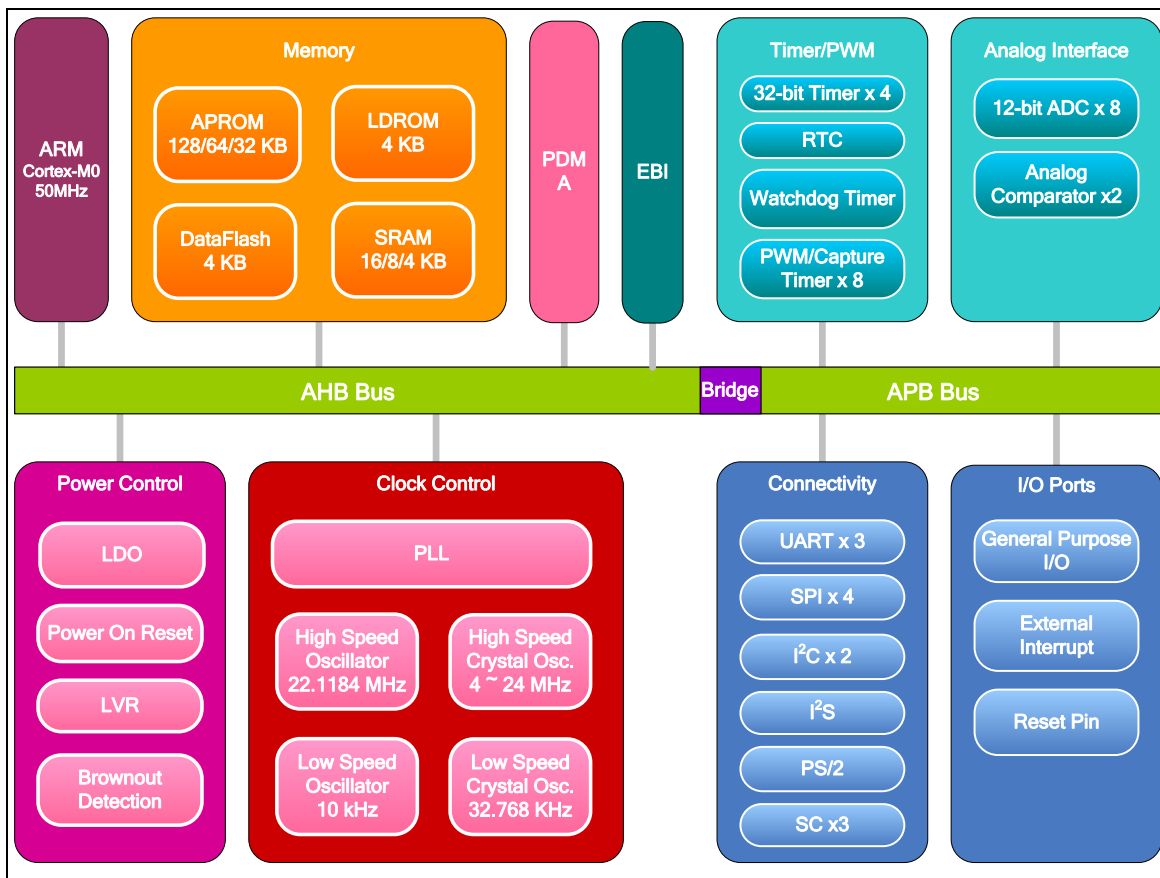 ARM
Cortex-M0
50MHz
Memory
APROM
128/64/32 KB
LDROM
4 KB
DataFlash
4 KB
SRAM
16/8/4 KB
PDM
A
EBI
Timer/PWM
32-bit Timer x 4
RTC
Watchdog Timer
PWM/Capture
Timer x 8
Analog Interface
12-bit ADC x 8
Analog
Comparator x2
AHB Bus
Bridge
APB Bus
Power Control
LDO
Power On Reset
LVR
Brownout
Detection
Clock Control
PLL
High Speed
Oscillator
22.1184 MHz
High Speed
Crystal Osc.
4 ~ 24 MHz
Low Speed
Oscillator
10 kHz
Low Speed
Crystal Osc.
32.768 KHz
Connectivity
UART x 3
SPI x 4
I²C x 2
I²S
PS/2
SC x3
I/O Ports
General Purpose
I/O
External
Interrupt
Reset Pin